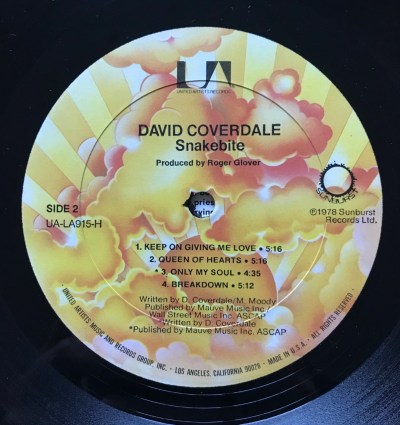 UA
UNITED ARTISTS RECORDS
DAVID COVERDALE
Snakebite
Produced by Roger Glover
SIDE 2
UA-LA915-H
SUNBURST
℗1978 Sunburst
Records Ltd.
1. KEEP ON GIVING ME LOVE • 5:16
2. QUEEN OF HEARTS • 5:16
* 3. ONLY MY SOUL • 4:35
4. BREAKDOWN • 5:12
Written by D. Coverdale/M. Moody
Published by Mauve Music Inc./
Wall Street Music Inc. ASCAP
*Written by D. Coverdale
*Published by Mauve Music Inc. ASCAP
UNITED ARTISTS MUSIC AND RECORDS GROUP INC. • LOS ANGELES, CALIFORNIA 90028 • MADE IN U.S.A. • ALL RIGHTS RESERVED •